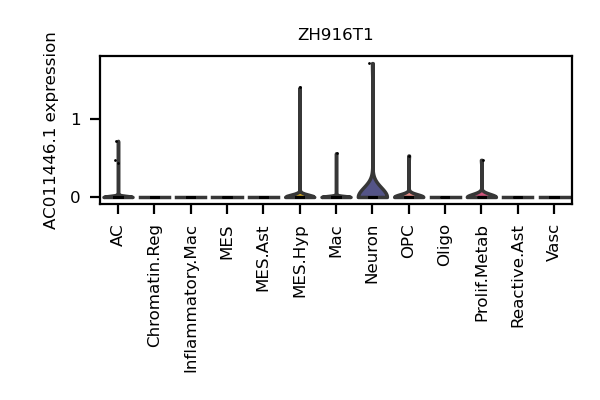 ZH916T1
AC011446.1 expression
1
0
AC
Chromatin.Reg
Inflammatory.Mac
MES
MES.Ast
MES.Hyp
Mac
Neuron
OPC
Oligo
Prolif.Metab
Reactive.Ast
Vasc